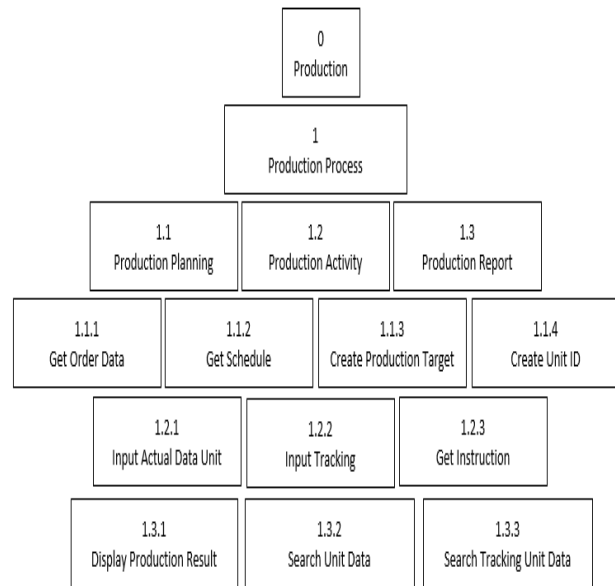 0
Production
1
Production Process
1.1
Production Planning
1.2
Production Activity
1.3
Production Report
1.1.1
Get Order Data
1.1.2
Get Schedule
1.1.3
Create Production Target
1.1.4
Create Unit ID
1.2.1
Input Actual Data Unit
1.2.2
Input Tracking
1.2.3
Get Instruction
1.3.1
Display Production Result
1.3.2
Search Unit Data
1.3.3
Search Tracking Unit Data